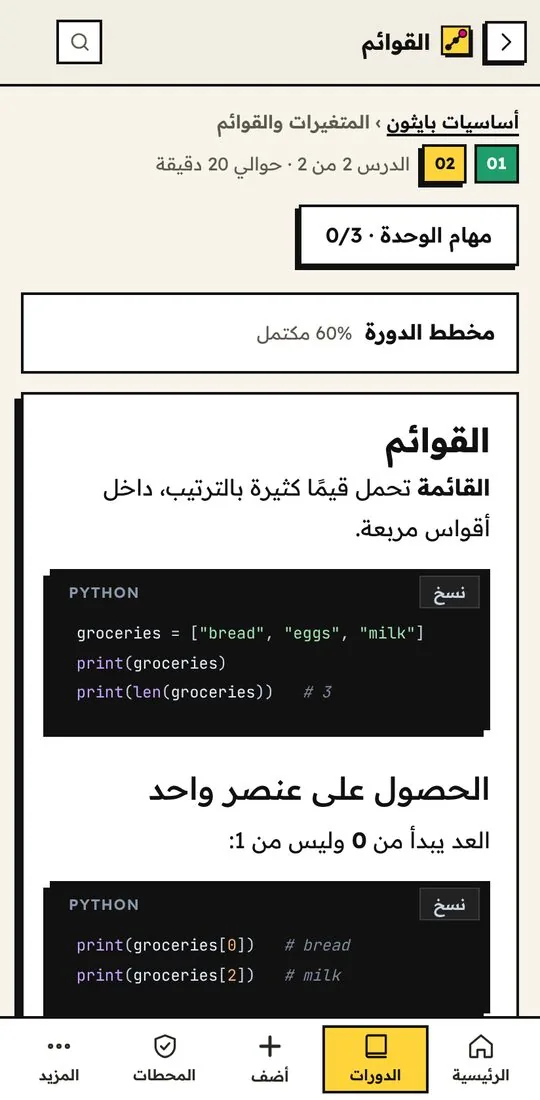 القوائم
أساسيات بايثون › المتغيرات والقوائم
01 02 الدرس 2 من 2 · حوالي 20 دقيقة
مهام الوحدة · 0/3
مخطط الدورة 60% مكتمل
القوائم
القائمة تحمل قيمًا كثيرة بالترتيب، داخل
أقواس مربعة.
PYTHON نسخ
groceries = ["bread", "eggs", "milk"]
print(groceries)
print(len(groceries))   # 3
الحصول على عنصر واحد
العد يبدأ من 0 وليس من 1:
PYTHON نسخ
print(groceries[0])   # bread
print(groceries[2])   # milk
الرئيسية الدورات أضف المحطات المزيد